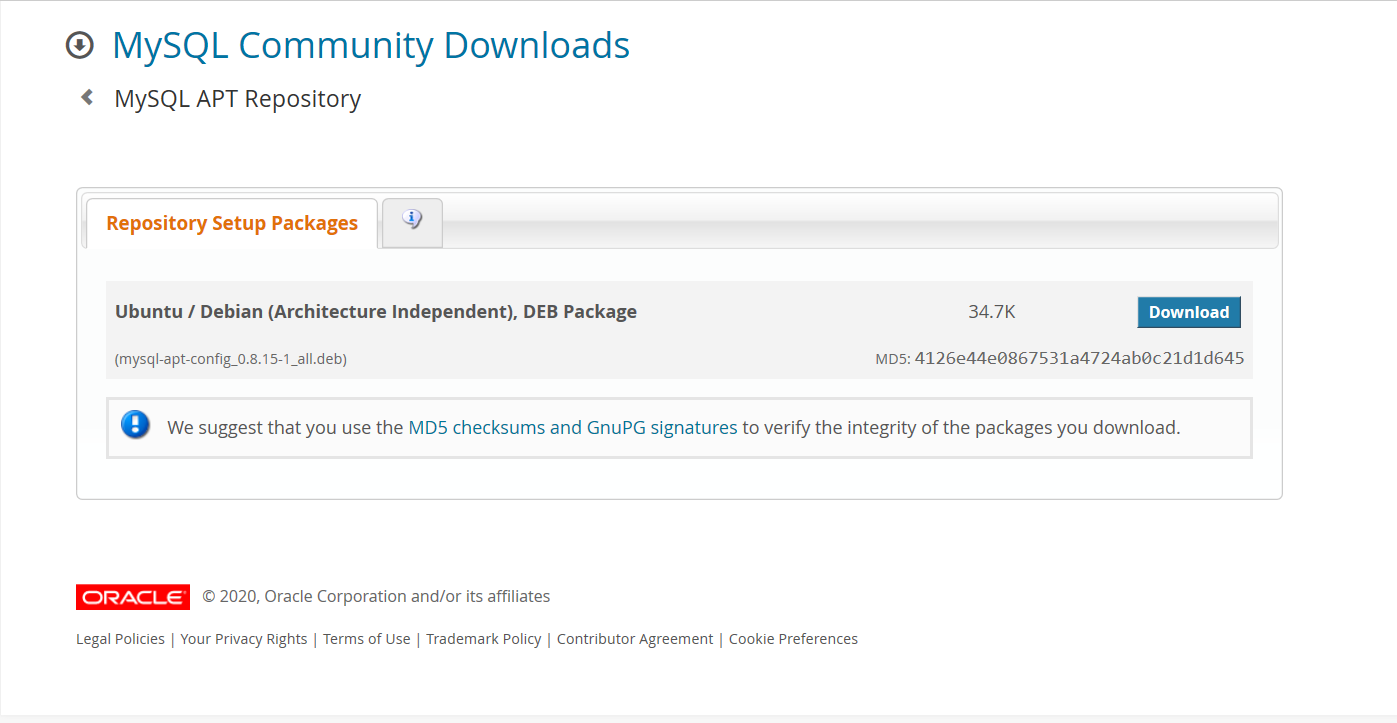 MySQL Community Downloads
MySQL APT Repository
Repository Setup Packages
Ubuntu / Debian (Architecture Independent), DEB Package 34.7K Download
(mysql-apt-config_0.8.15-1_all.deb) MD5: 4126e44e0867531a4724ab0c21d1d645
We suggest that you use the MD5 checksums and GnuPG signatures to verify the integrity of the packages you download.
ORACLE © 2020, Oracle Corporation and/or its affiliates
Legal Policies | Your Privacy Rights | Terms of Use | Trademark Policy | Contributor Agreement | Cookie Preferences